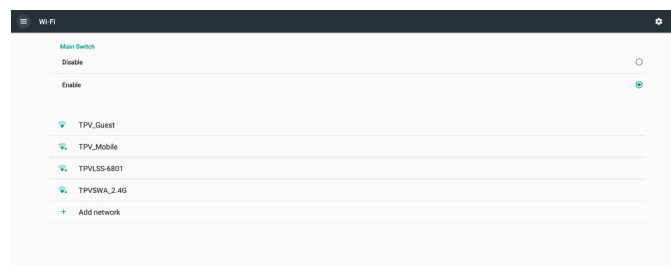 Wi-Fi
Main Switch
Disable
Enable
TPV_Guest
TPV_Mobile
TPVLSS-6801
TPVSWA_2.4G
+ Add network